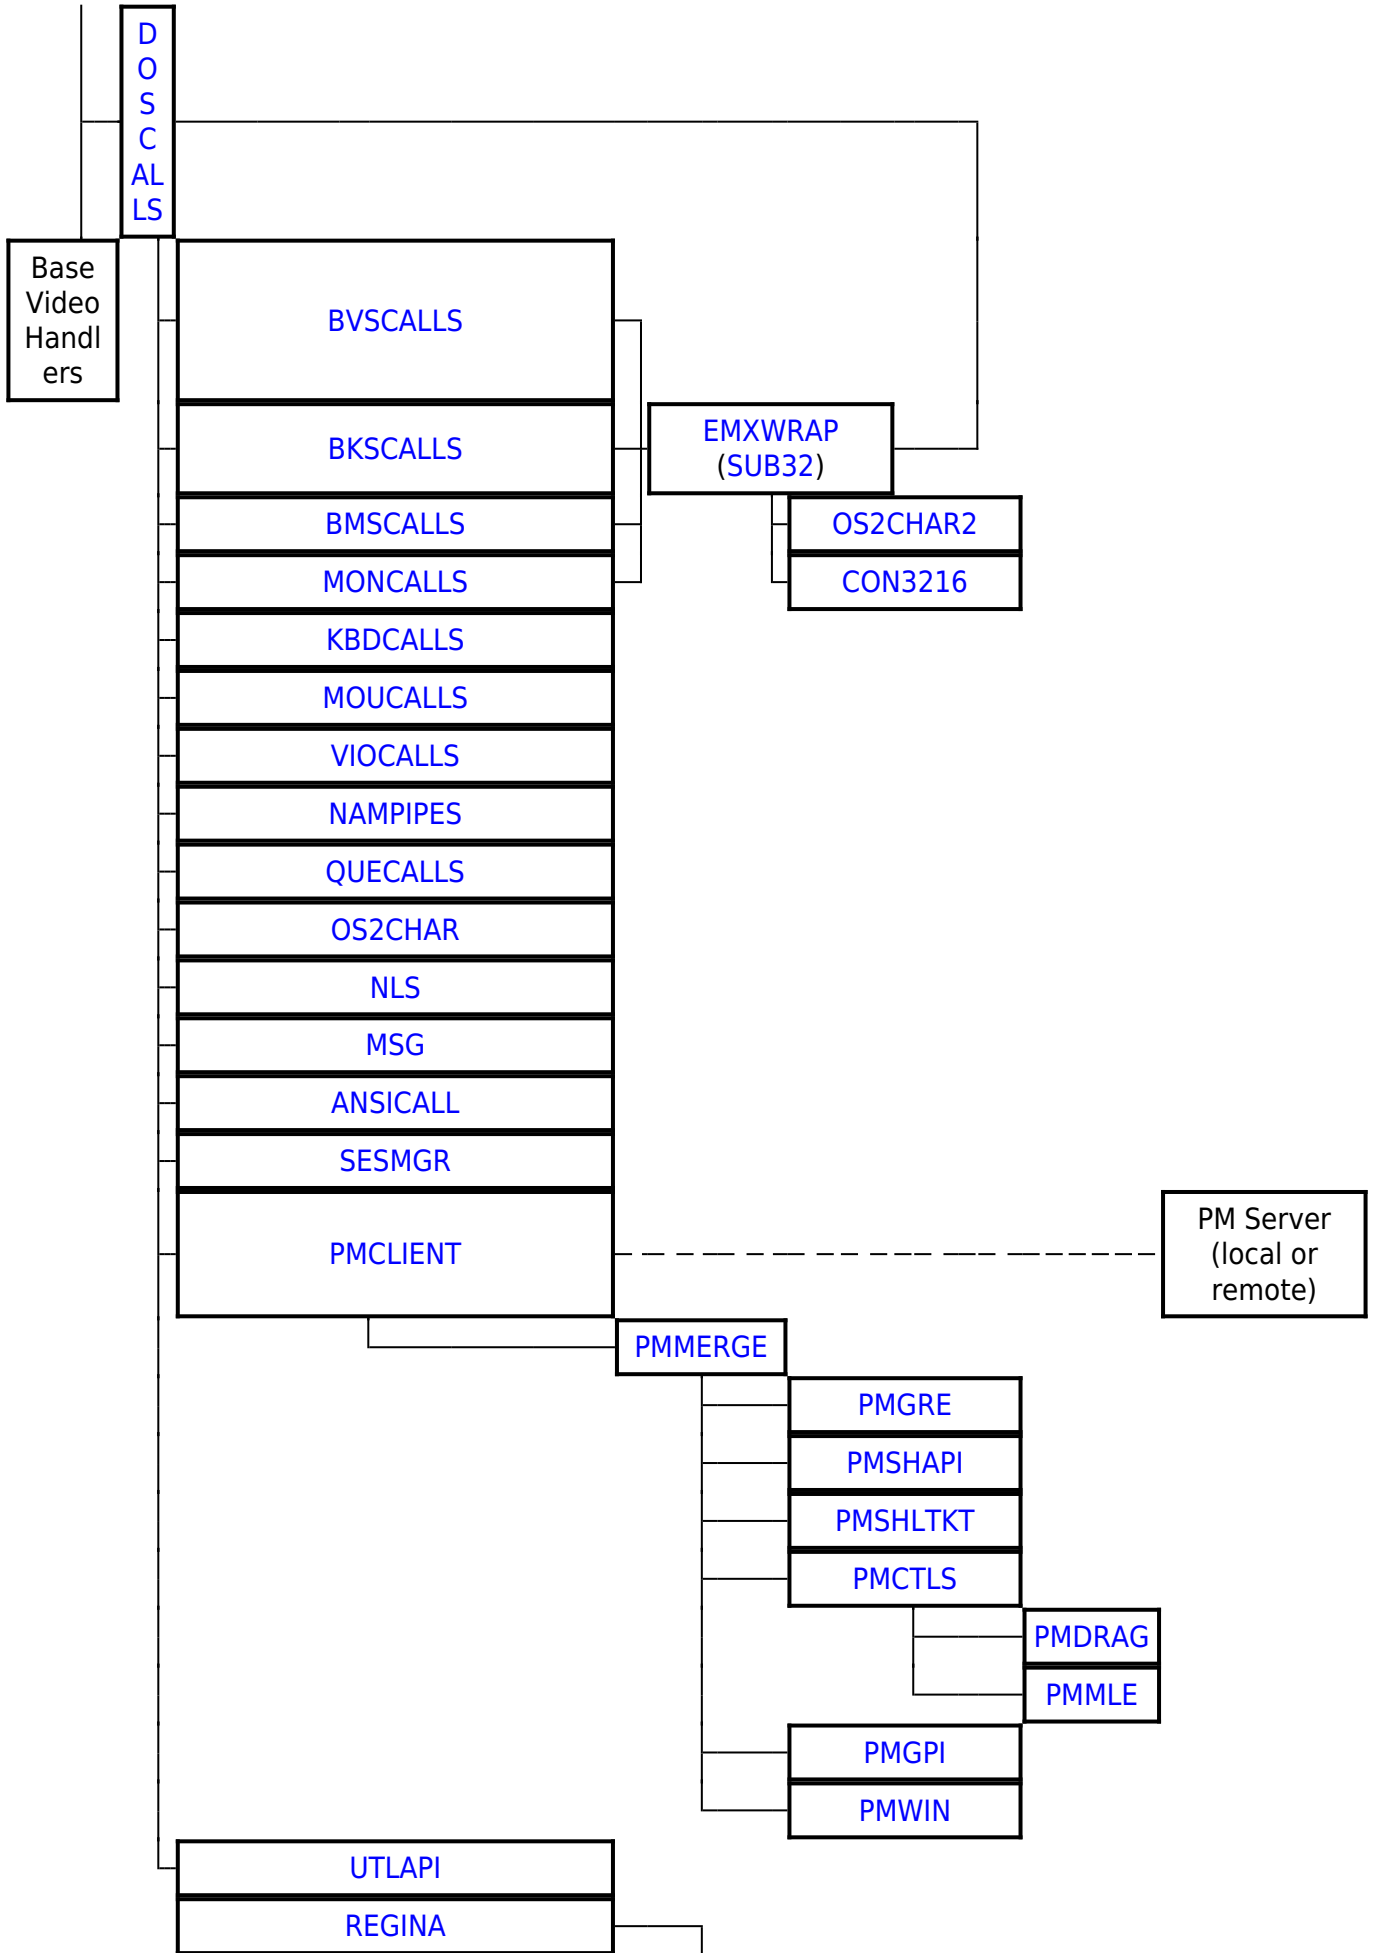 D
O
S
C
AL
LS
Base
Video
Handl
ers
BVSCALLS
BKSCALLS
EMXWRAP
(SUB32)
BMSCALLS
OS2CHAR2
MONCALLS
CON3216
KBDCALLS
MOUCALLS
VIOCALLS
NAMPIPES
QUECALLS
OS2CHAR
NLS
MSG
ANSICALL
SESMGR
PMCLIENT
PM Server
(local or
remote)
PMMERGE
PMGRE
PMSHAPI
PMSHLTKT
PMCTLS
PMDRAG
PMMLE
PMGPI
PMWIN
UTLAPI
REGINA